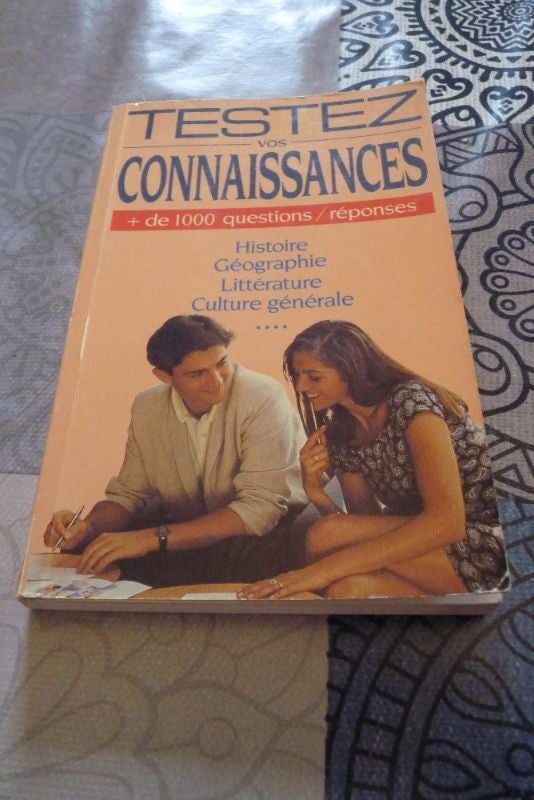 TESTEZ
VOS
CONNAISSANCES
+ de 1000 questions/réponses
Histoire
Géographie
Littérature
Culture générale
....